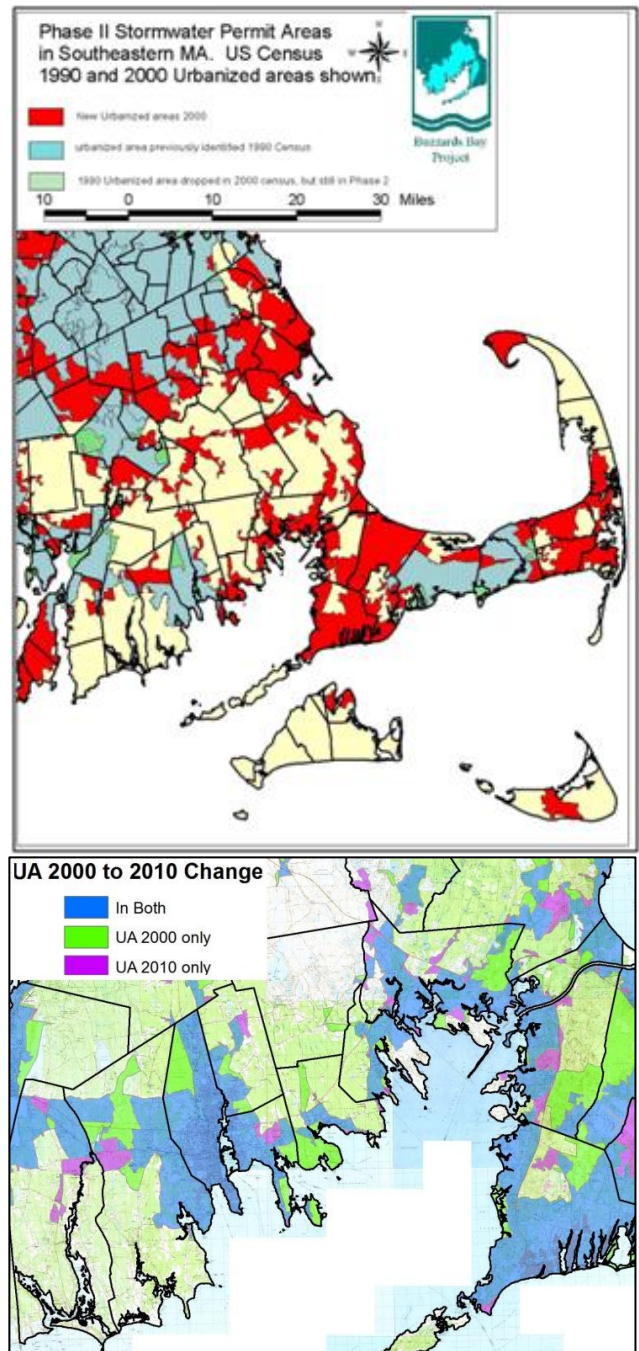 Phase II Stormwater Permit Areas
in Southeastern MA. US Census
1990 and 2000 Urbanized areas shown.
New Urbanized areas 2000
urbanized area previously identified 1990 Census
1990 Urbanized area dropped in 2000 census, but still in Phase 2
10 0 10 20 30 Miles
Buzzards Bay
Project
UA 2000 to 2010 Change
In Both
UA 2000 only
UA 2010 only